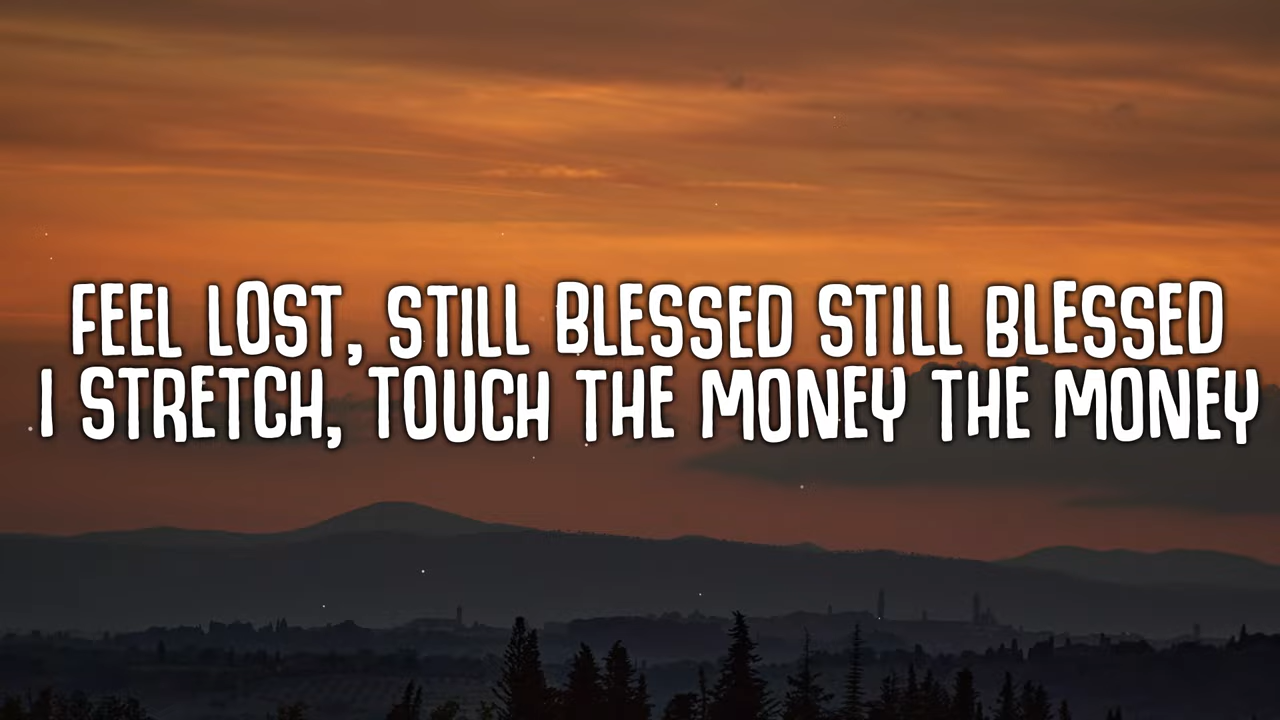 FEEL LOST, STILL BLESSED STILL BLESSED
I STRETCH, TOUCH THE MONEY THE MONEY